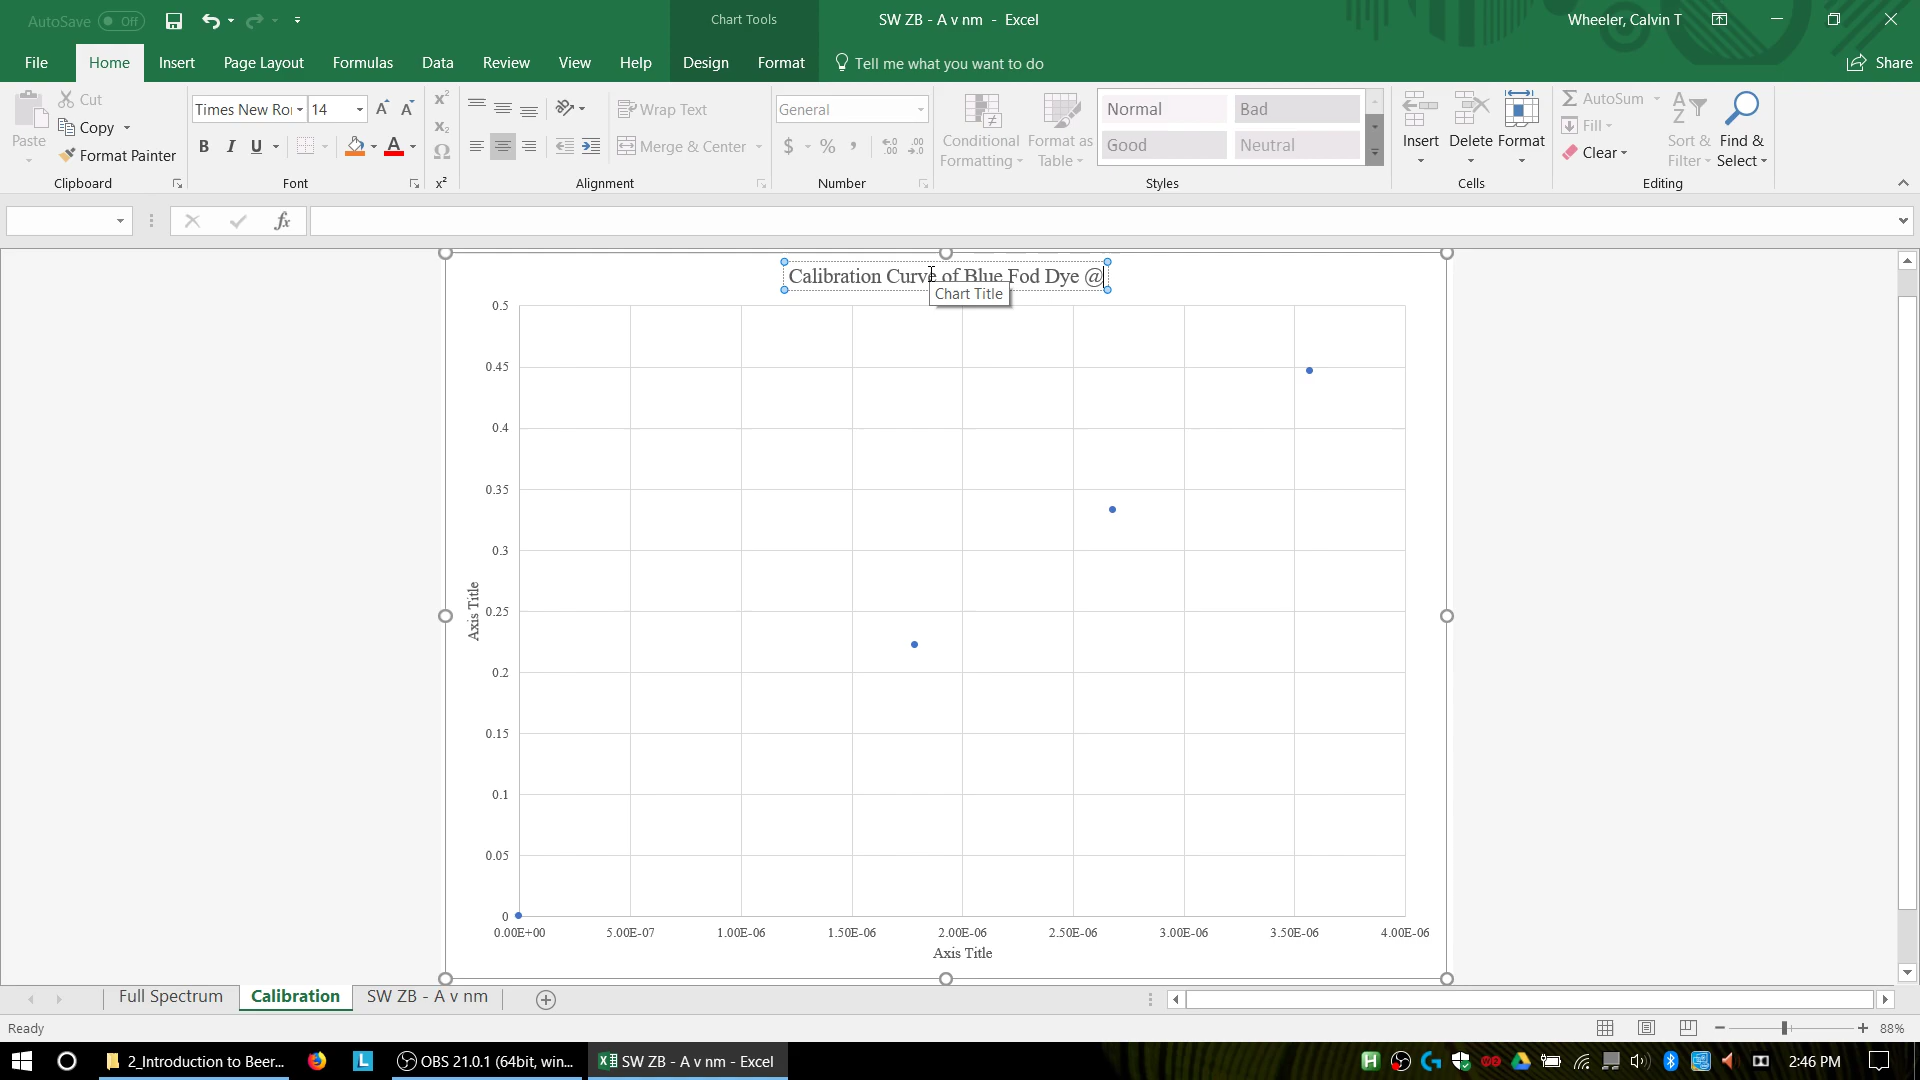 AutoSave Off
Chart Tools
SW ZB - A v nm - Excel
Wheeler, Calvin T
File Home Insert Page Layout Formulas Data Review View Help Design Format Tell me what you want to do Share
Paste
Cut
Copy
Format Painter
Clipboard
Times New Ro 14
B I U
Font
Wrap Text
Merge & Center
Alignment
General
$ % ,
Number
Conditional Formatting
Format as Table
Normal Bad
Good Neutral
Styles
Insert Delete Format
Cells
AutoSum
Fill
Clear
Sort & Filter
Find & Select
Editing
fx
Calibration Curve of Blue Fod Dye @
Chart Title
0.5
0.45
0.4
0.35
0.3
0.25
0.2
0.15
0.1
0.05
0
Axis Title
0.00E+00 5.00E-07 1.00E-06 1.50E-06 2.00E-06 2.50E-06 3.00E-06 3.50E-06 4.00E-06
Axis Title
Full Spectrum Calibration SW ZB - A v nm
Ready
88%
2_Introduction to Beer...
OBS 21.0.1 (64bit, win...
SW ZB - A v nm - Excel
2:46 PM